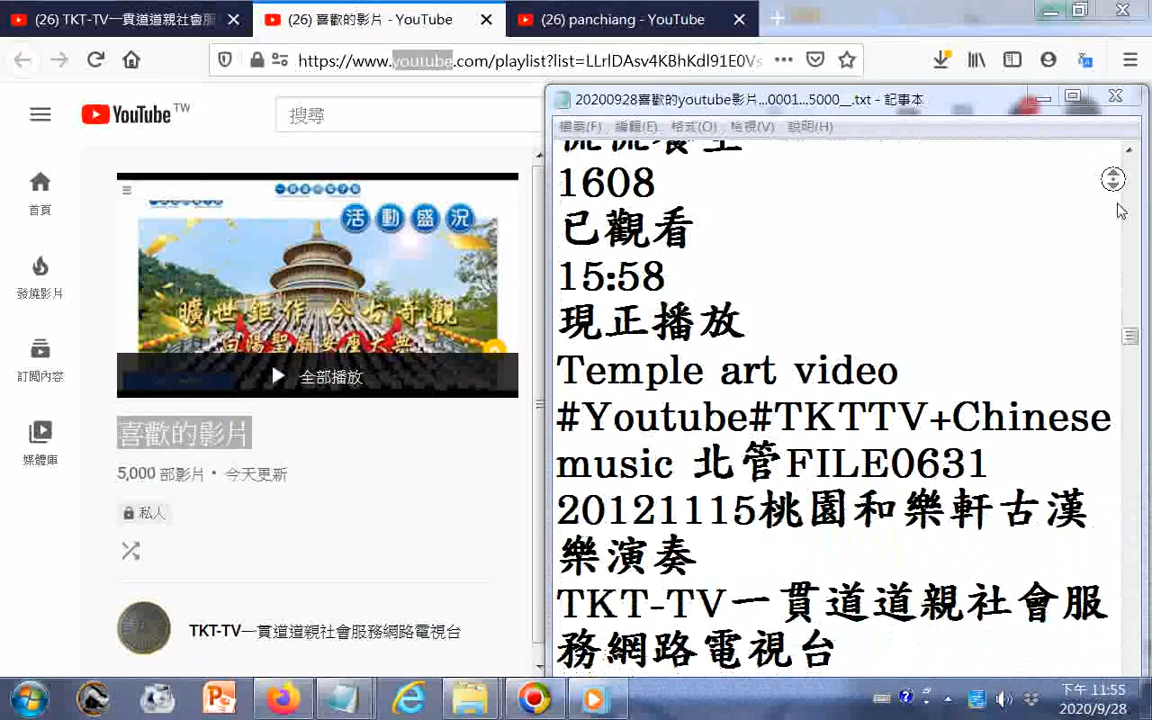 (26) TKT-TV一貫道道親社會服
(26) 喜歡的影片 - YouTube
(26) panchiang - YouTube
https://www.youtube.com/playlist?list=LLrlDAsv4KBhKdl91E0Vs
YouTube TW
搜尋
首頁
發燒影片
訂閱內容
媒體庫
活動盛況
曠世鉅作 今古奇觀
全部播放
喜歡的影片
5,000 部影片 • 今天更新
私人
TKT-TV一貫道道親社會服務網路電視台
20200928喜歡的youtube影片...0001...5000__.txt - 記事本
檔案(F) 編輯(E) 格式(O) 檢視(V) 說明(H)
1608
已觀看
15:58
現正播放
Temple art video
#Youtube#TKTTV+Chinese
music 北管FILE0631
20121115桃園和樂軒古漢
樂演奏
TKT-TV一貫道道親社會服
務網路電視台
下午 11:55
2020/9/28